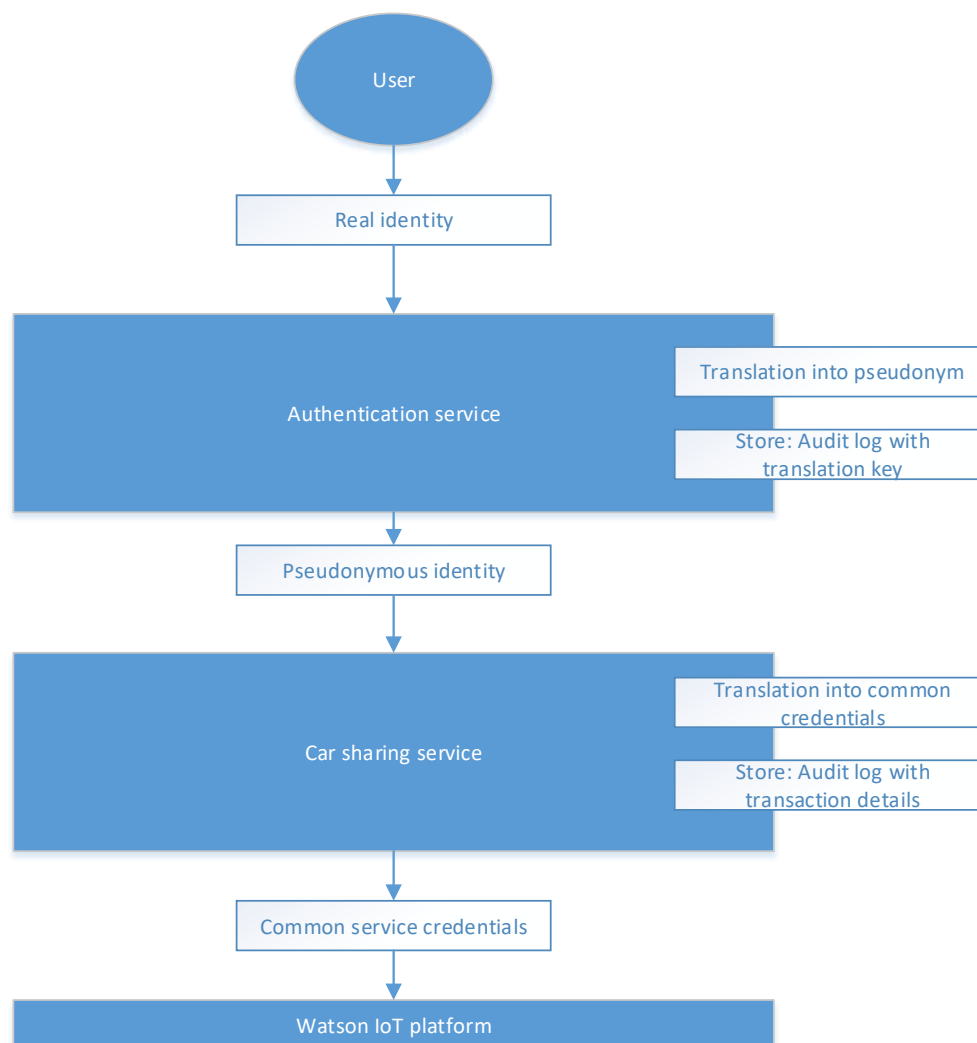 User
Real identity
Translation into pseudonym
Authentication service
Store: Audit log with
translation key
Pseudonymous identity
Translation into common
credentials
Car sharing service
Store: Audit log with
transaction details
Common service credentials
Watson IoT platform